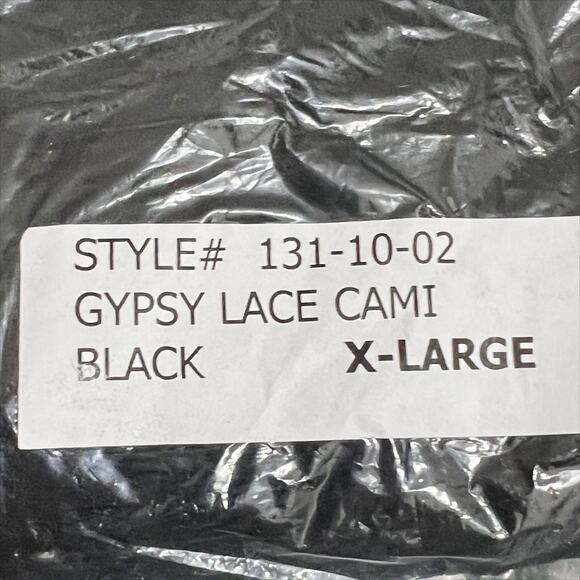 STYLE# 131-10-02
GYPSY LACE CAMI
BLACK X-LARGE